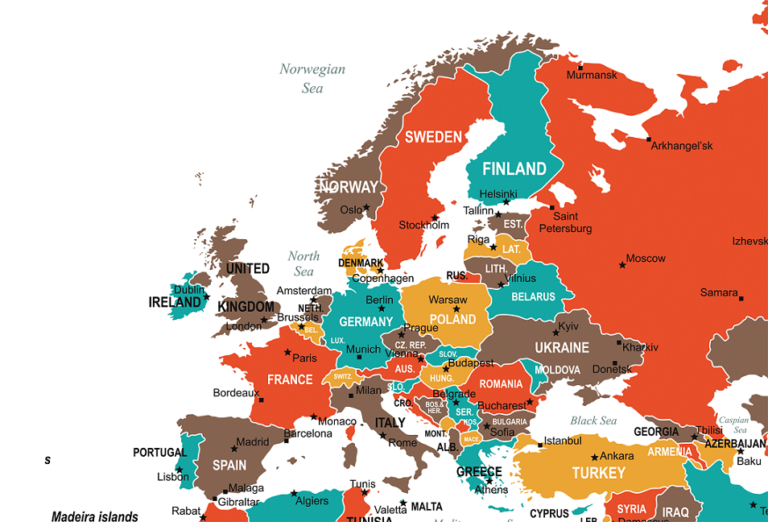 Norwegian
Sea
Murmansk
SWEDEN
Arkhangel'sk
FINLAND
NORWAY
Helsinki
Oslo
Tallinn
Stockholm
EST.
Saint
Petersburg
Riga
LAT.
Izhevsk
North
Sea
UNITED
KINGDOM
DENMARK
Copenhagen
RUS.
LITH.
Vilnius
Moscow
Dublin
IRELAND
Amsterdam
NETH.
Berlin
Warsaw
POLAND
BELARUS
Samara
London
Brussels
BEL.
GERMANY
Prague
CZ. REP.
Kyiv
UKRAINE
Kharkiv
LUX.
Munich
Vienna
SLOV.
Paris
FRANCE
SWITZ.
AUS.
Budapest
HUNG.
MOLDOVA
Donetsk
Bordeaux
Milan
SLO.
CRO.
ROMANIA
Belgrade
BOS.&
HER.
SER.
Bucharest
Monaco
ITALY
KOS.
BULGARIA
Black Sea
Caspian
Sea
GEORGIA
Tbilisi
Barcelona
Rome
MONT.
MACE.
Sofia
ALB.
Istanbul
ARMENIA
AZERBAIJAN
Baku
PORTUGAL
Madrid
SPAIN
Lisbon
GREECE
Athens
Ankara
TURKEY
s
Malaga
Gibraltar
Algiers
Tunis
Valetta
MALTA
CYPRUS
SYRIA
IRAQ
Rabat
Madeira islands
TUNISIA